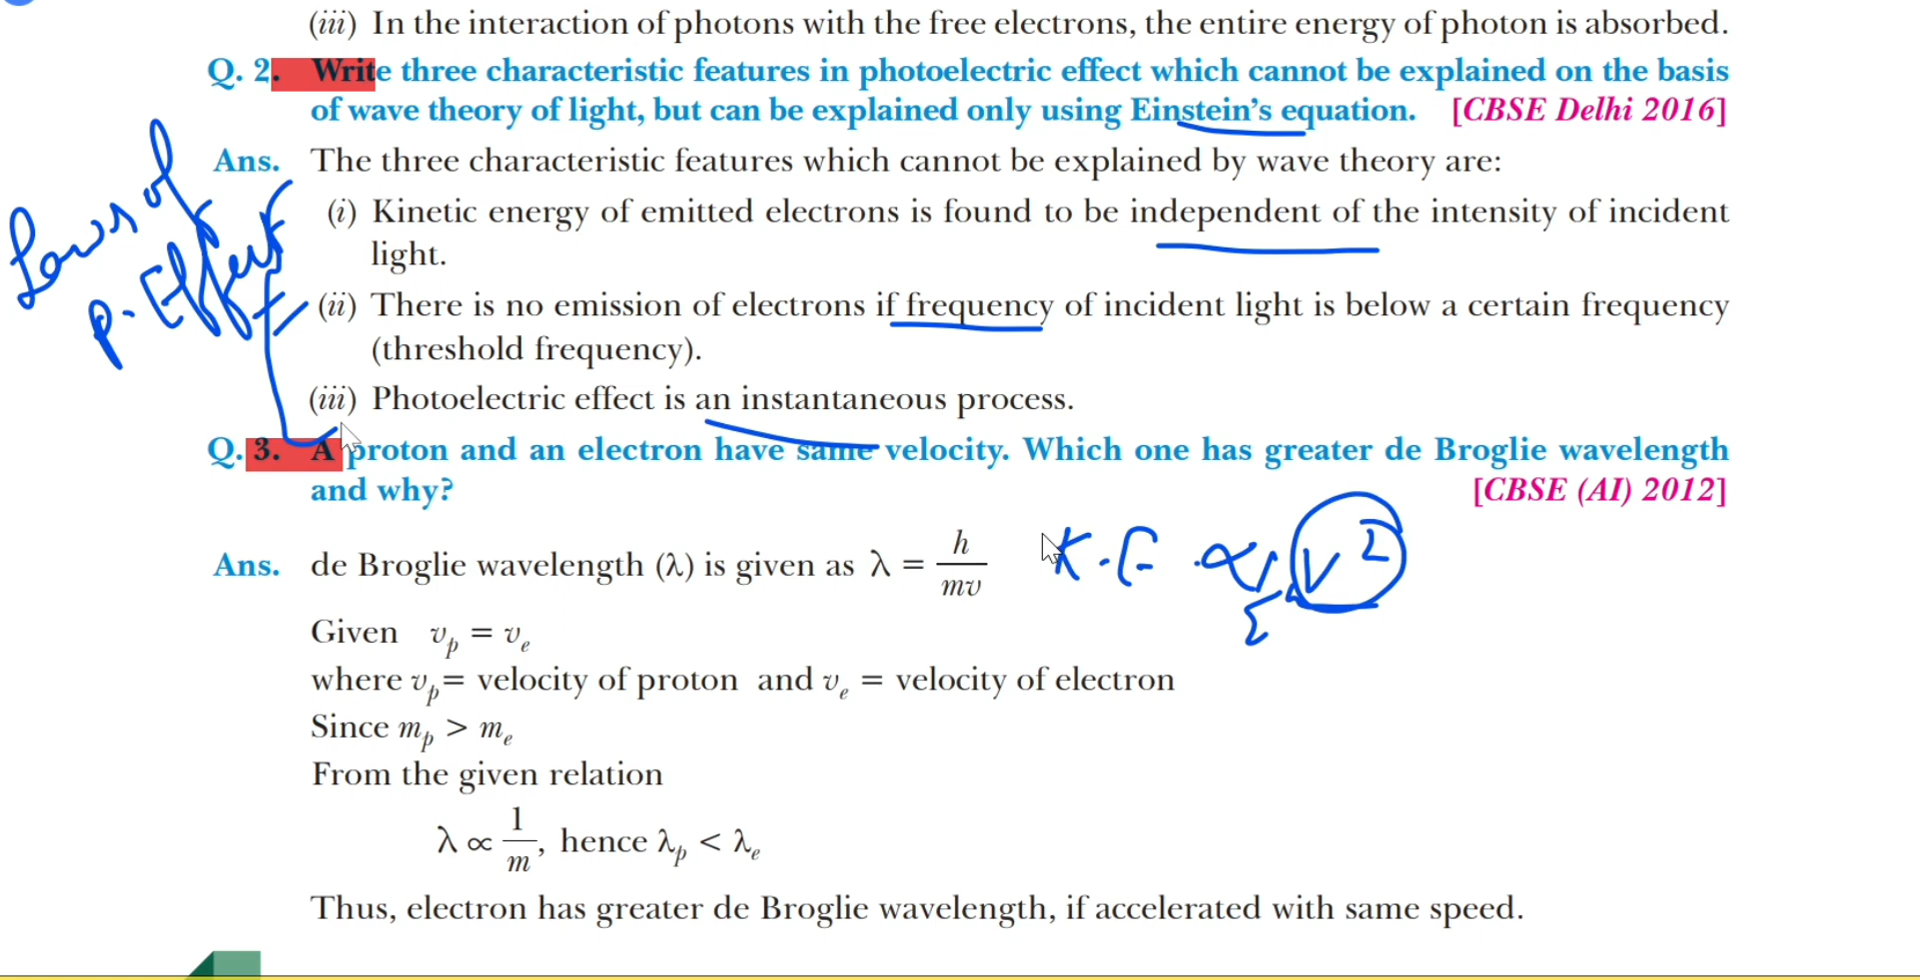 (iii) In the interaction of photons with the free electrons, the entire energy of photon is absorbed.
Q. 2. Write three characteristic features in photoelectric effect which cannot be explained on the basis
of wave theory of light, but can be explained only using Einstein's equation. [CBSE Delhi 2016]
Ans. The three characteristic features which cannot be explained by wave theory are:
(i) Kinetic energy of emitted electrons is found to be independent of the intensity of incident
light.
Laws of
P. Effect
(ii) There is no emission of electrons if frequency of incident light is below a certain frequency
(threshold frequency).
(iii) Photoelectric effect is an instantaneous process.
Q. 3. A proton and an electron have same velocity. Which one has greater de Broglie wavelength
and why? [CBSE (AI) 2012]
Ans. de Broglie wavelength (λ) is given as λ = h/mv
K.E ∝ V²
Given vₚ = vₑ
where vₚ = velocity of proton and vₑ = velocity of electron
Since mₚ > mₑ
From the given relation
λ ∝ 1/m, hence λₚ < λₑ
Thus, electron has greater de Broglie wavelength, if accelerated with same speed.